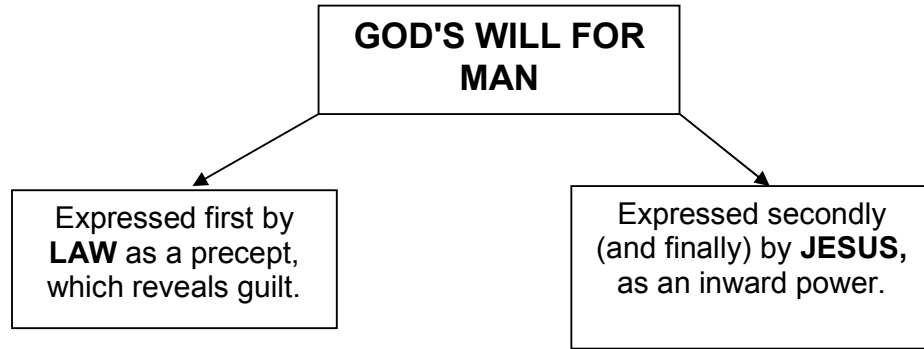 GOD'S WILL FOR
MAN
Expressed first by
LAW as a precept,
which reveals guilt.
Expressed secondly
(and finally) by JESUS,
as an inward power.